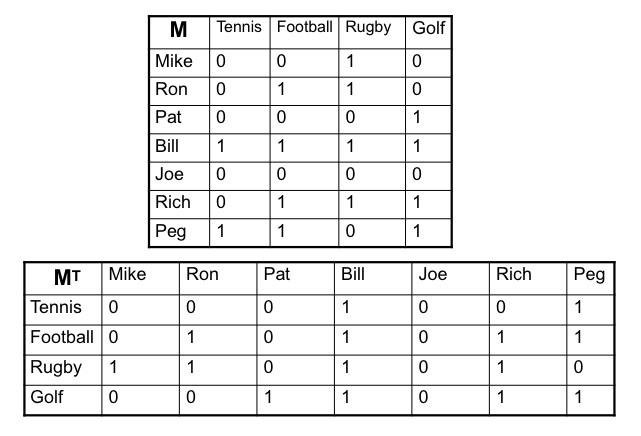 M Tennis Football Rugby Golf
Mike 0 0 1 0
Ron 0 1 1 0
Pat 0 0 0 1
Bill 1 1 1 1
Joe 0 0 0 0
Rich 0 1 1 1
Peg 1 1 0 1
MT Mike Ron Pat Bill Joe Rich Peg
Tennis 0 0 0 1 0 0 1
Football 0 1 0 1 0 1 1
Rugby 1 1 0 1 0 1 0
Golf 0 0 1 1 0 1 1